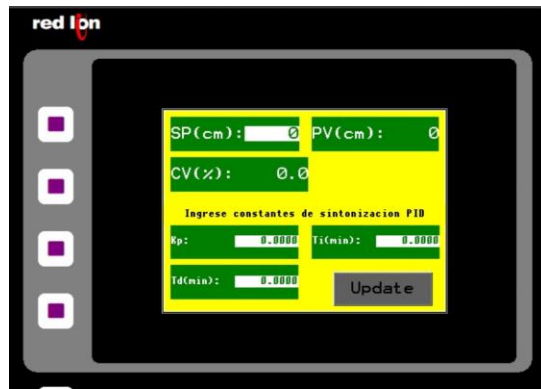 red lion
SP(cm): 0 PV(cm): 0
CV(%): 0.0
Ingrese constantes de sintonizacion PID
Kp: 0.0000 Ti(min): 0.0000
Td(min): 0.0000 Update